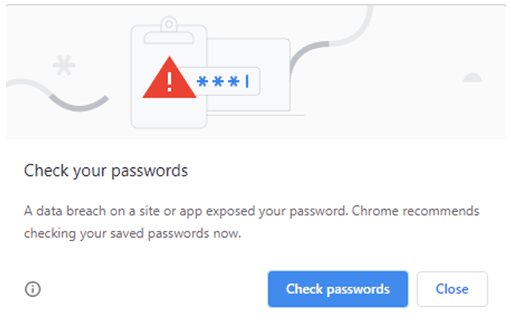 ***|
Check your passwords
A data breach on a site or app exposed your password. Chrome recommends
checking your saved passwords now.
Check passwords
Close